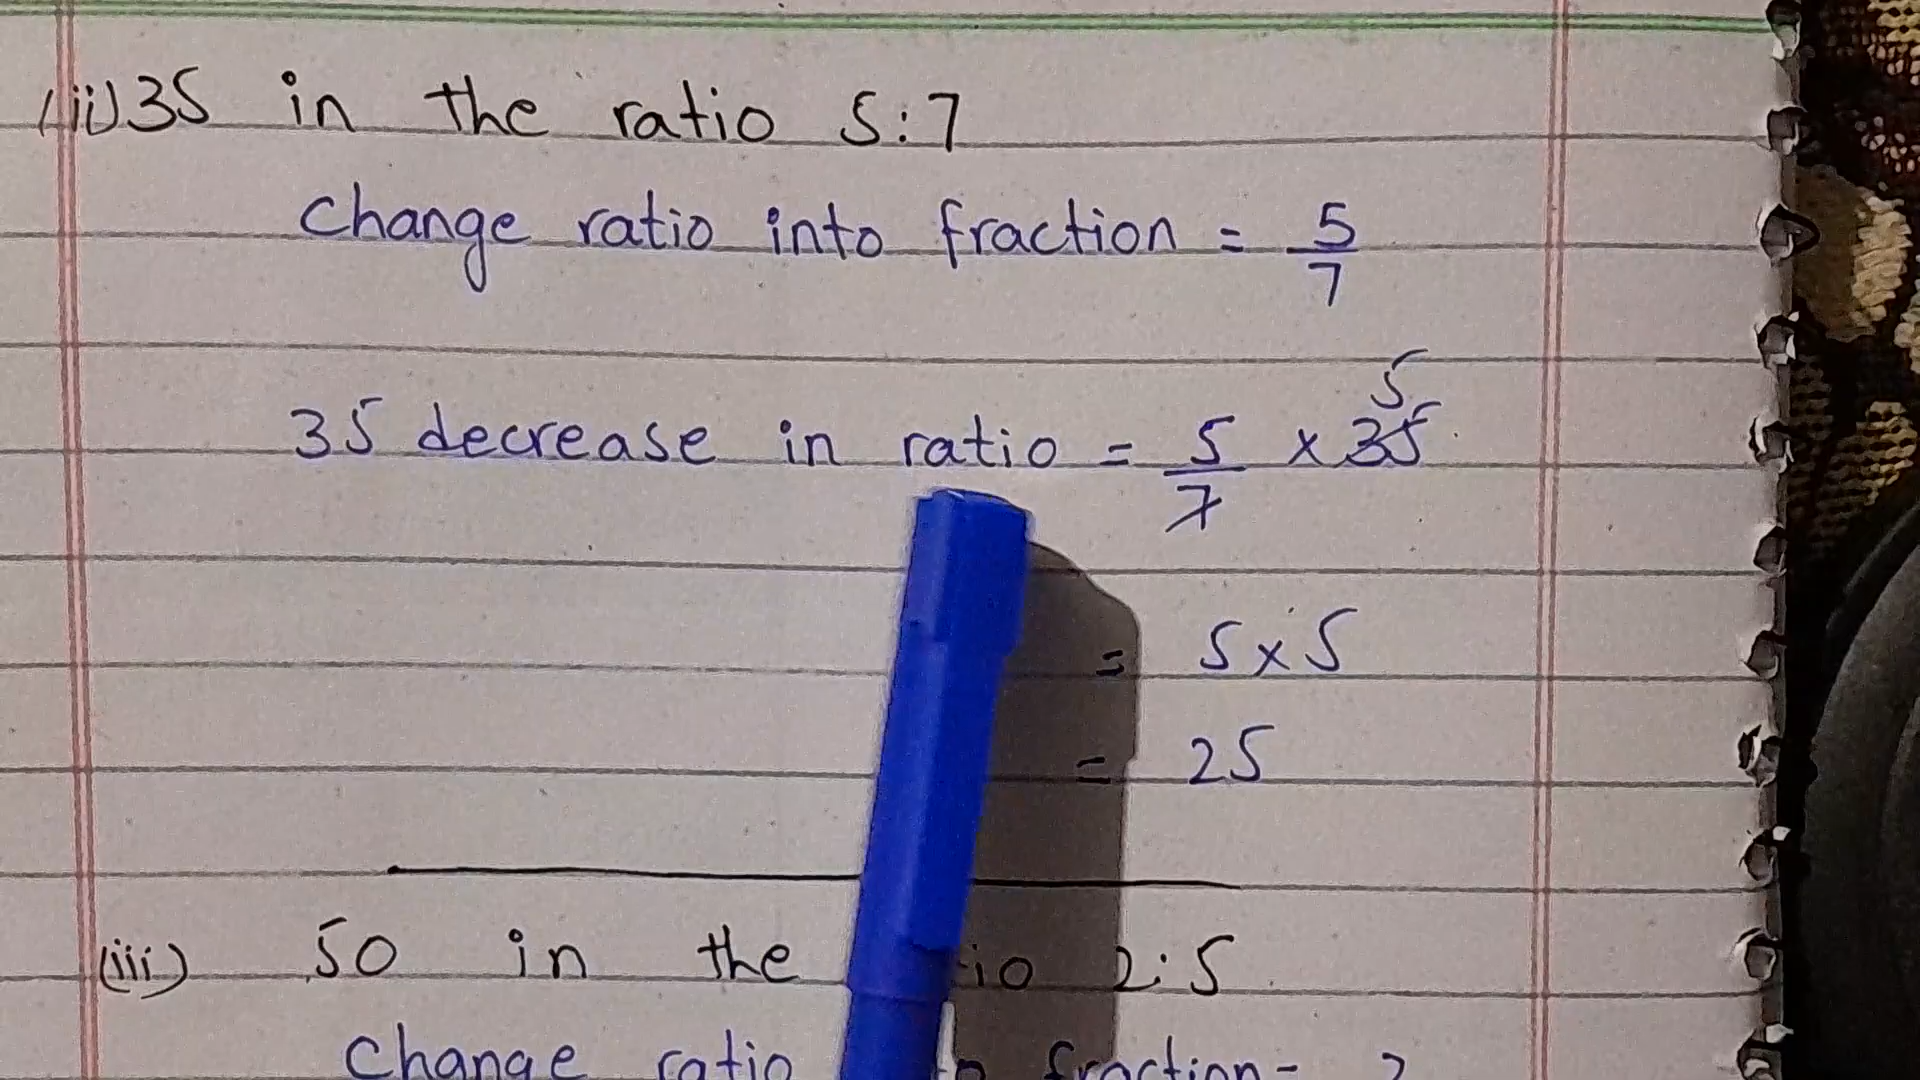 (ii) 35 in the ratio 5:7
Change ratio into fraction = 5/7
35 decrease in ratio = 5/7 x 35 5
= 5x5
= 25
(iii) 50 in the 2:5
Change ratio fraction =